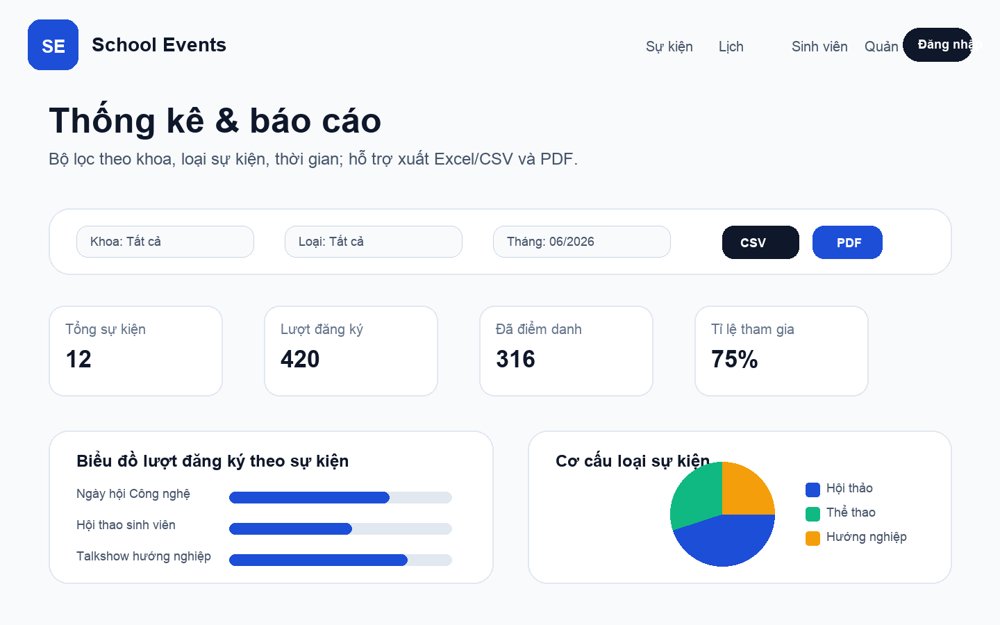 SE
School Events
Sự kiện
Lịch
Sinh viên
Quản
Đăng nhập
Thống kê & báo cáo
Bộ lọc theo khoa, loại sự kiện, thời gian; hỗ trợ xuất Excel/CSV và PDF.
Khoa: Tất cả
Loại: Tất cả
Tháng: 06/2026
CSV
PDF
Tổng sự kiện
12
Lượt đăng ký
420
Đã điểm danh
316
Tỉ lệ tham gia
75%
Biểu đồ lượt đăng ký theo sự kiện
Ngày hội Công nghệ
Hội thao sinh viên
Talkshow hướng nghiệp
Cơ cấu loại sự kiện
Hội thảo
Thể thao
Hướng nghiệp